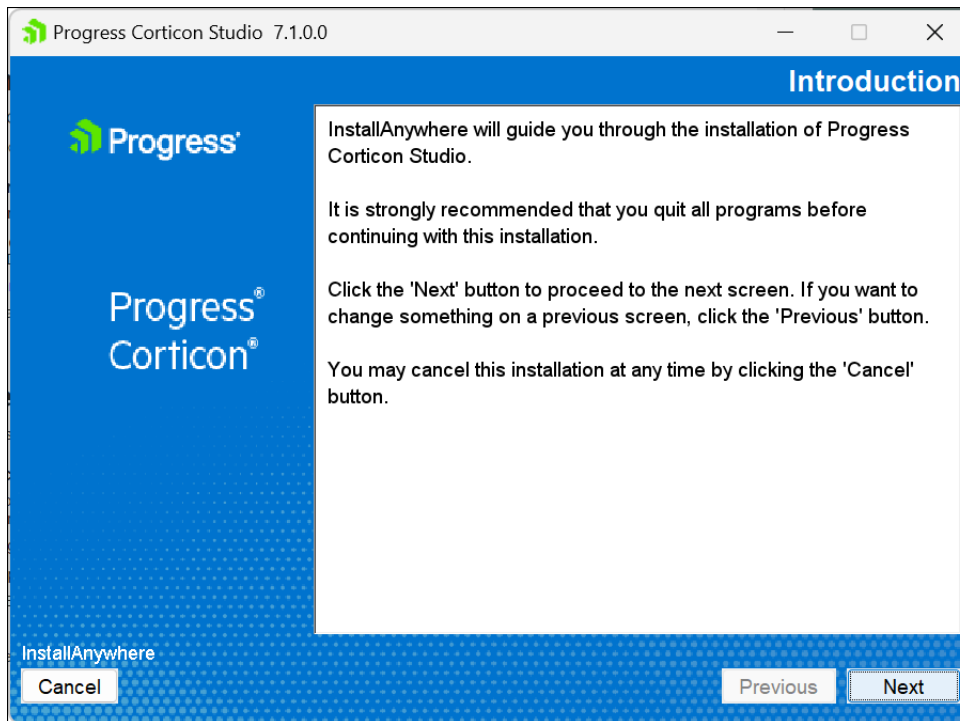 Progress Corticon Studio 7.1.0.0
Introduction
Progress
Progress®
Corticon®
InstallAnywhere will guide you through the installation of Progress
Corticon Studio.
It is strongly recommended that you quit all programs before
continuing with this installation.
Click the 'Next' button to proceed to the next screen. If you want to
change something on a previous screen, click the 'Previous' button.
You may cancel this installation at any time by clicking the 'Cancel'
button.
InstallAnywhere
Cancel
Previous
Next